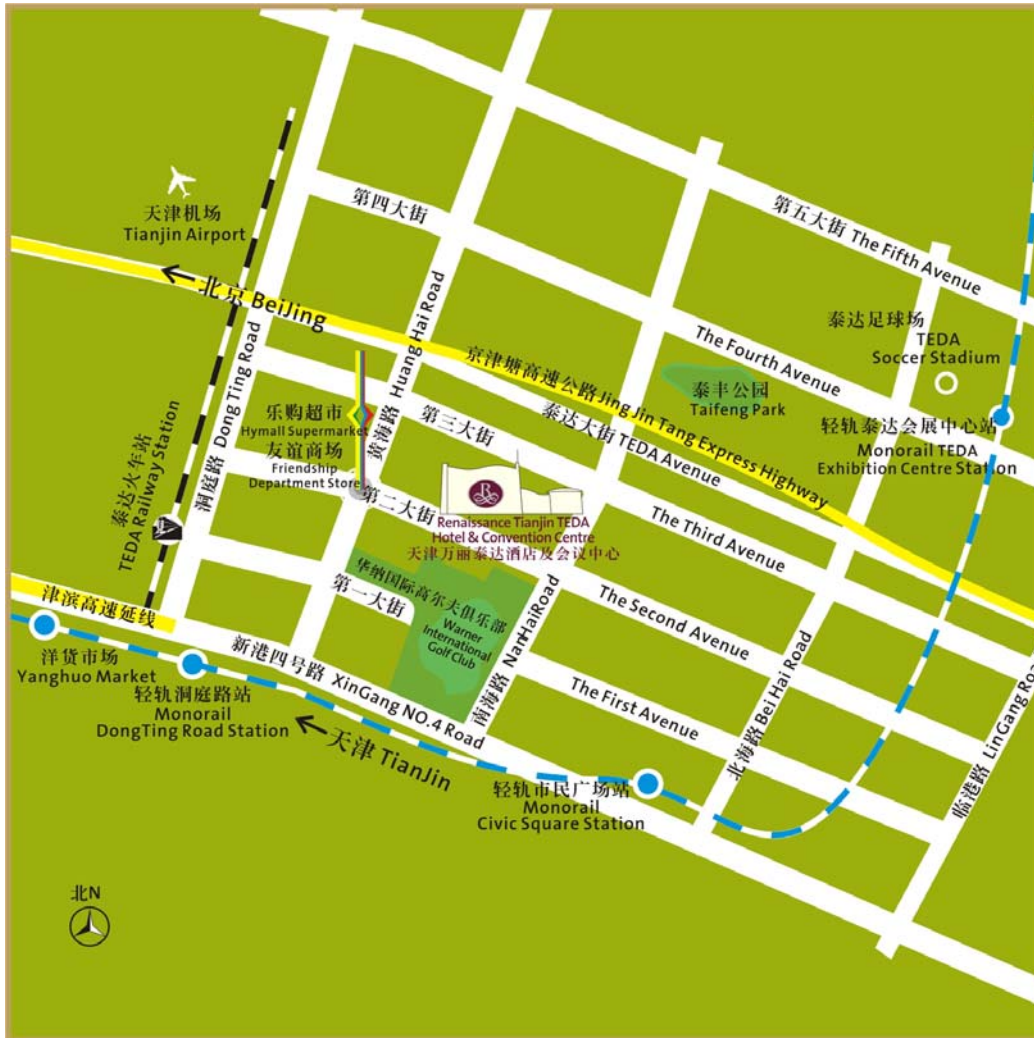 第四大街
第五大街 The Fifth Avenue
天津机场
Tianjin Airport
北京 BeiJing
黄海路 Huang Hai Road
泰达足球场
TEDA
Soccer Stadium
The Fourth Avenue
京津塘高速公路 Jing Jin Tang Express Highway
泰丰公园
Taifeng Park
泰达大街 TEDA Avenue
轻轨泰达会展中心站
Monorail TEDA
Exhibition Centre Station
洞庭路 Dong Ting Road
乐购超市
Hymall Supermarket
友谊商场
Friendship
Department Store
第三大街
The Third Avenue
泰达火车站
TEDA Railway Station
第二大街
The Second Avenue
R
Renaissance Tianjin TEDA
Hotel & Convention Centre
天津万丽泰达酒店及会议中心
华纳国际高尔夫俱乐部
Warner
International
Golf Club
第一大街
The First Avenue
南海路 NanHaiRoad
北海路 Bei Hai Road
临港路 LinGang Road
津滨高速延线
新港四号路 XinGang NO.4 Road
洋货市场
Yanghuo Market
轻轨洞庭路站
Monorail
DongTing Road Station
天津 TianJin
轻轨市民广场站
Monorail
Civic Square Station
北N